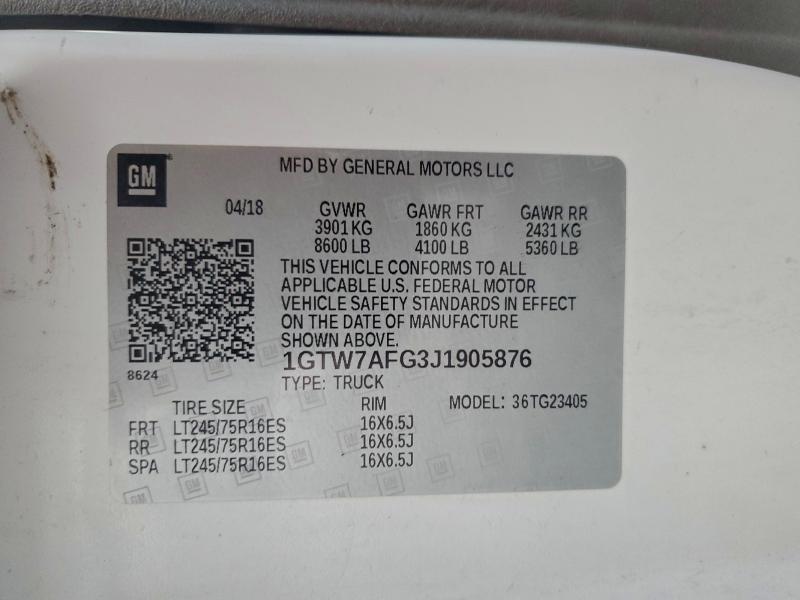 GM
MFD BY GENERAL MOTORS LLC
04/18 GVWR GAWR FRT GAWR RR
3901 KG 1860 KG 2431 KG
8600 LB 4100 LB 5360 LB
THIS VEHICLE CONFORMS TO ALL
APPLICABLE U.S. FEDERAL MOTOR
VEHICLE SAFETY STANDARDS IN EFFECT
ON THE DATE OF MANUFACTURE
SHOWN ABOVE.
8624
1GTW7AFG3J1905876
TYPE: TRUCK
TIRE SIZE RIM MODEL: 36TG23405
FRT LT245/75R16ES 16X6.5J
RR LT245/75R16ES 16X6.5J
SPA LT245/75R16ES 16X6.5J